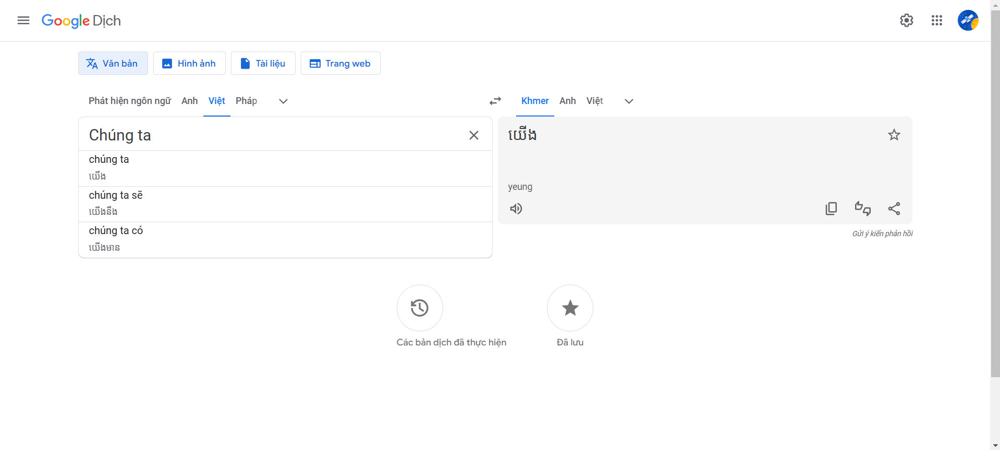 Google Dịch
Văn bản
Hình ảnh
Tài liệu
Trang web
Phát hiện ngôn ngữ
Anh
Việt
Pháp
Khmer
Anh
Việt
Chúng ta
chúng ta
យើង
chúng ta sẽ
យើងនឹង
chúng ta có
យើងមាន
យើង
yeung
Gửi ý kiến phản hồi
Các bản dịch đã thực hiện
Đã lưu